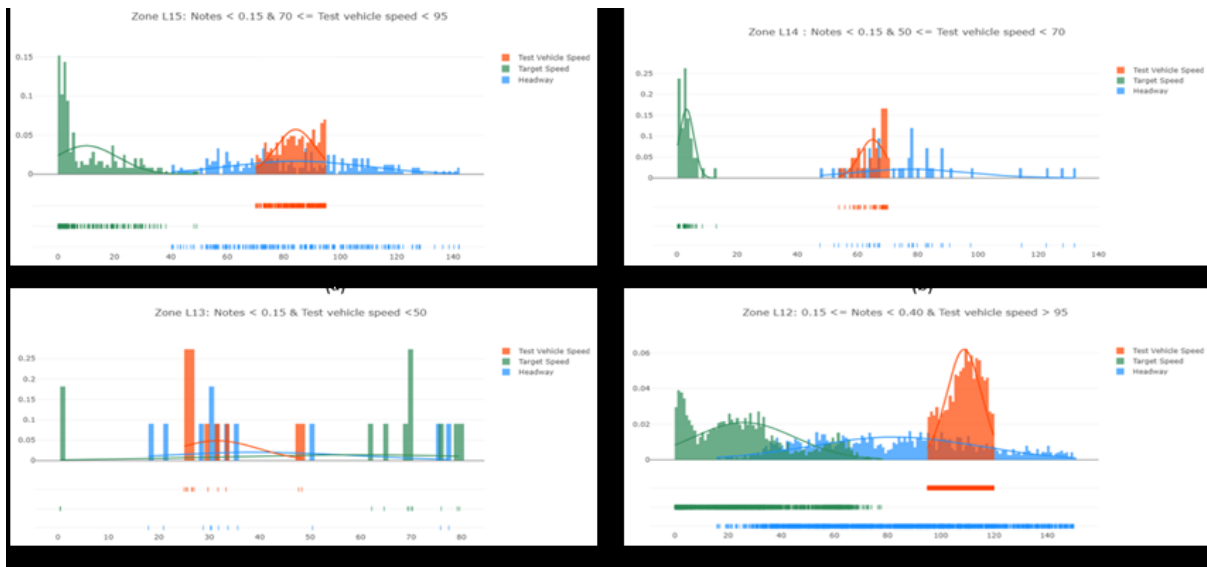 Zone L15: Notes < 0.15 & 70 <= Test vehicle speed < 95
0.15
0.1
0.05
0
Test Vehicle Speed
Target Speed
Headway
0 20 40 60 80 100 120 140
Zone L14 : Notes < 0.15 & 50 <= Test vehicle speed < 70
0.25
0.2
0.15
0.1
0.05
0
Test Vehicle Speed
Target Speed
Headway
0 20 40 60 80 100 120 140
(a)
Zone L13: Notes < 0.15 & Test vehicle speed <50
0.25
0.2
0.15
0.1
0.05
0
Test Vehicle Speed
Target Speed
Headway
0 10 20 30 40 50 60 70 80
(b)
Zone L12: 0.15 <= Notes < 0.40 & Test vehicle speed > 95
0.06
0.04
0.02
0
Test Vehicle Speed
Target Speed
Headway
0 20 40 60 80 100 120 140